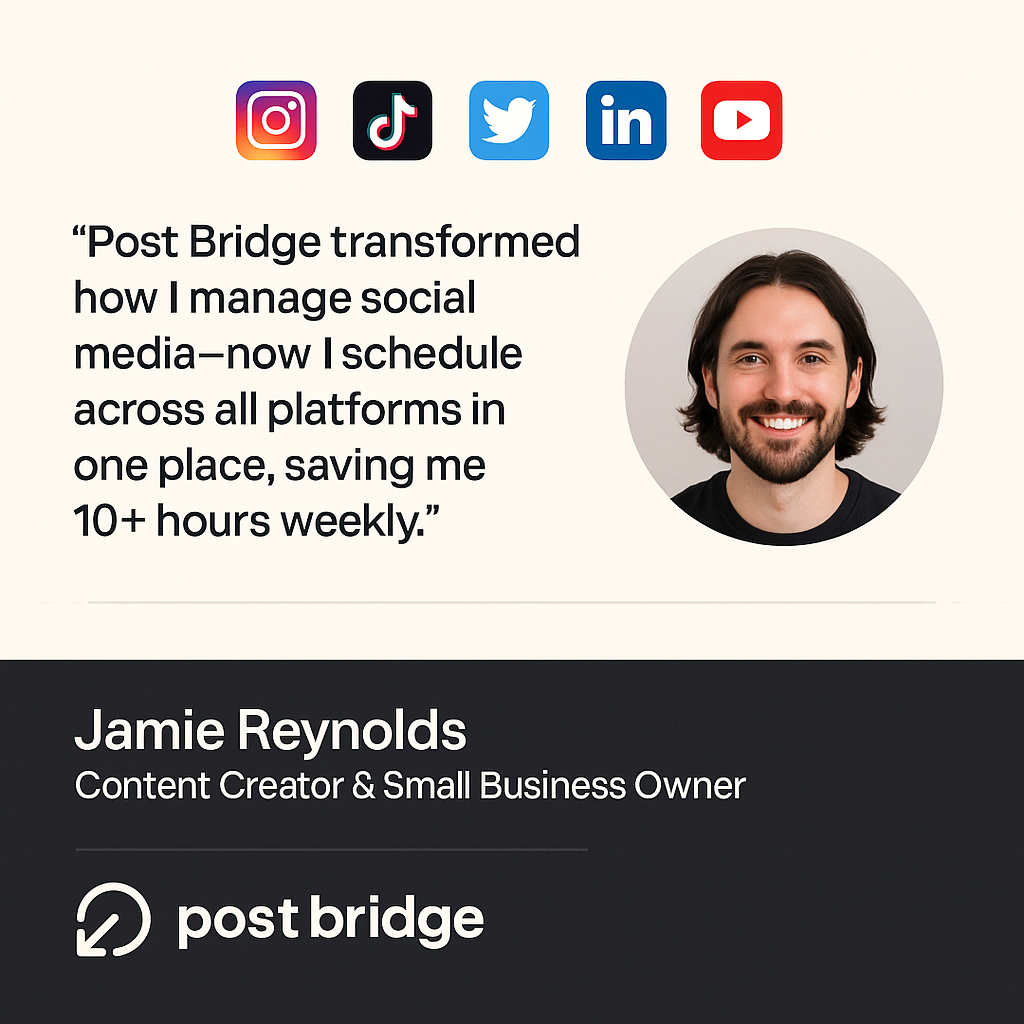 in
“Post Bridge transformed
how I manage social
media—now I schedule
across all platforms in
one place, saving me
10+ hours weekly.”
Jamie Reynolds
Content Creator & Small Business Owner
post bridge